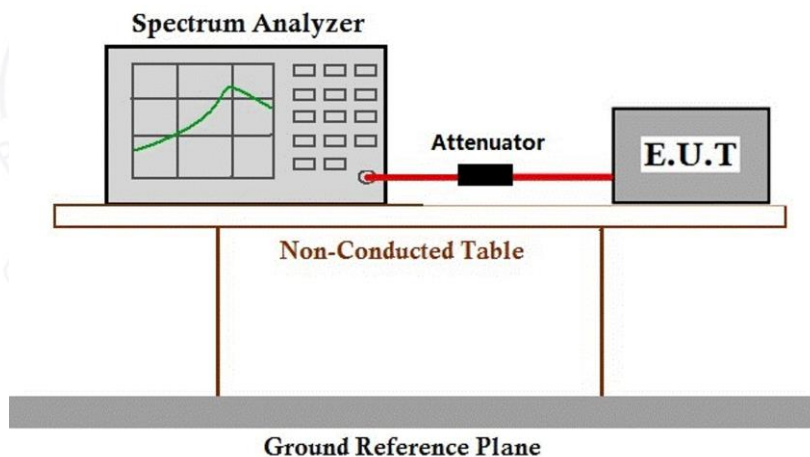 Spectrum Analyzer
Attenuator
E.U.T
Non-Conducted Table
Ground Reference Plane